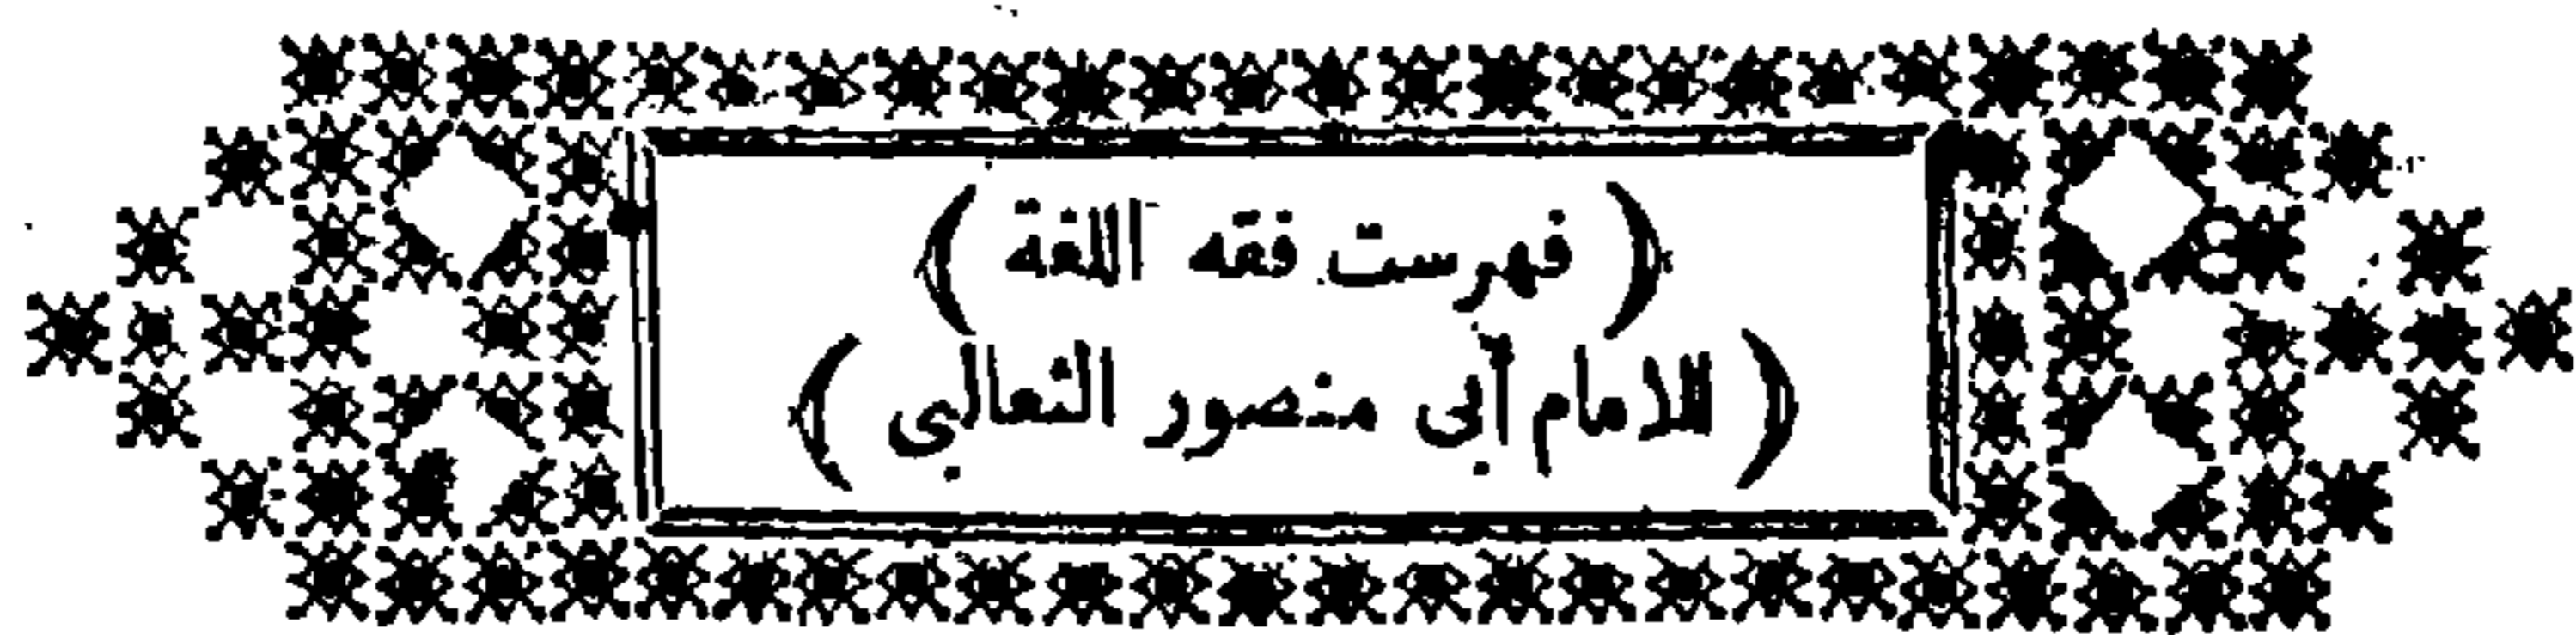 ( فهرست فقه اللغة )
( للامام أبى منصور الثعالبى )